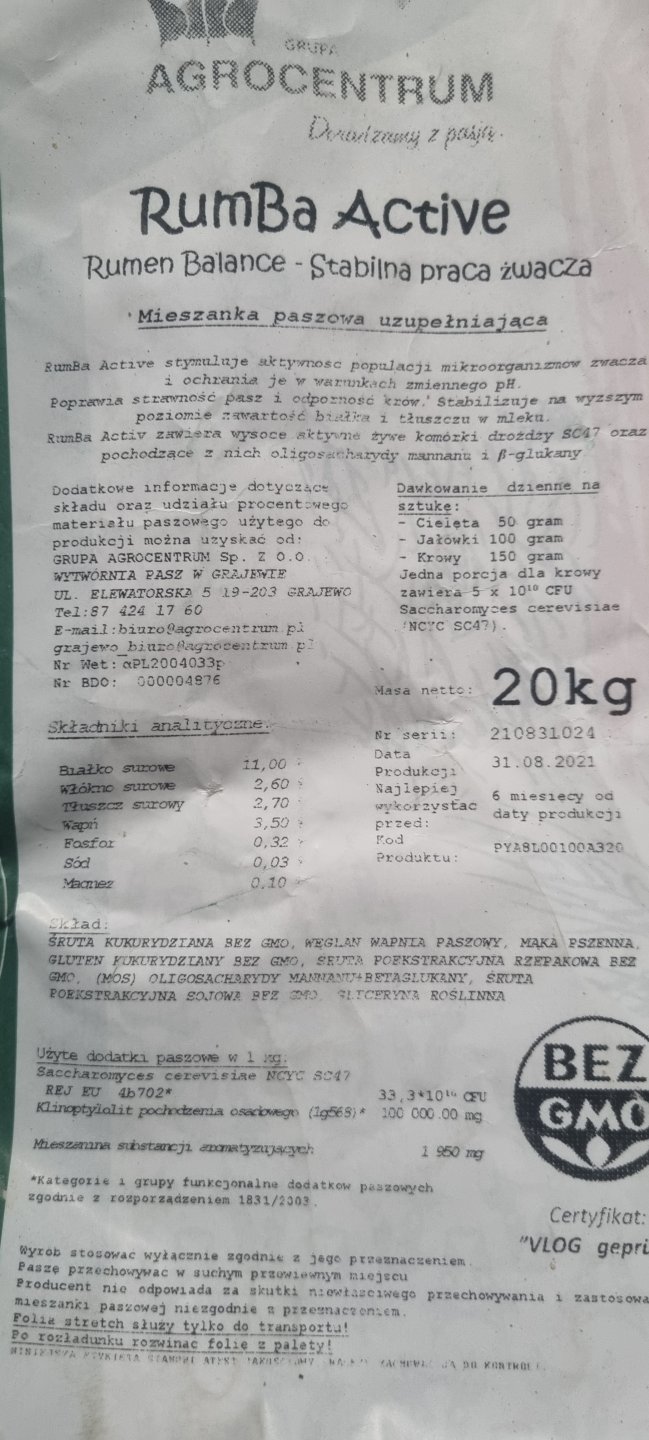 GRUPA
AGROCENTRUM
Doradzamy z pasją.
RumBa Active
Rumen Balance - Stabilna praca żwacza
Mieszanka paszowa uzupełniająca
RumBa Active stymuluje aktywność populacji mikroorganizmów żwacza
i ochrania je w warunkach zmiennego pH.
Poprawia strawność pasz i odporność krów. Stabilizuje na wyższym
poziomie zawartość białka i tłuszczu w mleku.
RumBa Activ zawiera wysoce aktywne żywe komórki drożdży SC47 oraz
pochodzące z nich oligosacharydy mannanu i β-glukany
Dodatkowe informacje dotyczące
składu oraz udziału procentowego
materiału paszowego użytego do
produkcji można uzyskać od:
GRUPA AGROCENTRUM Sp. Z O.O.
WYTWÓRNIA PASZ W GRAJEWIE
UL. ELEWATORSKA 5 19-203 GRAJEWO
Tel:87 424 17 60
E-mail:biuro@agrocentrum.pl
grajewo_biuro@agrocentrum.pl
Nr Wet: αPL2004033p
Nr BDO: 000004876
Dawkowanie dzienne na
sztukę:
- Cielęta 50 gram
- Jałówki 100 gram
- Krowy 150 gram
Jedna porcja dla krowy
zawiera 5 x 10¹⁰ CFU
Saccharomyces cerevisiae
(NCYC SC47).
Masa netto: 20kg
Składniki analityczne:
Białko surowe 11,00 %
Włókno surowe 2,60 %
Tłuszcz surowy 2,70 %
Wapń 3,50 %
Fosfor 0,32 %
Sód 0,03 %
Magnez 0,10 %
Nr serii: 210831024
Data
Produkcji 31.08.2021
Najlepiej
wykorzystać 6 miesięcy od
przed: daty produkcji
Kod
Produktu: PYA8L00100A320
Skład:
ŚRUTA KUKURYDZIANA BEZ GMO, WĘGLAN WAPNIA PASZOWY, MĄKA PSZENNA,
GLUTEN KUKURYDZIANY BEZ GMO, ŚRUTA POEKSTRAKCYJNA RZEPAKOWA BEZ
GMO, (MOS) OLIGOSACHARYDY MANNANU+BETAGLUKANY, ŚRUTA
POEKSTRAKCYJNA SOJOWA BEZ GMO, GLICERYNA ROŚLINNA
Użyte dodatki paszowe w 1 kg:
Saccharomyces cerevisiae NCYC SC47
REJ EU 4b702* 33,3*10¹⁰ CFU
Klinoptylolit pochodzenia osadowego (1g568)* 100 000.00 mg
Mieszanina substancji aromatyzujących 1 950 mg
*Kategorie i grupy funkcjonalne dodatków paszowych
zgodnie z rozporządzeniem 1831/2003.
BEZ
GMO
Certyfikat:
"VLOG gepri
Wyrób stosować wyłącznie zgodnie z jego przeznaczeniem.
Paszę przechowywać w suchym przewiewnym miejscu
Producent nie odpowiada za skutki niewłaściwego przechowywania i zastosowa
mieszanki paszowej niezgodnie z przeznaczeniem.
Folia stretch służy tylko do transportu!
Po rozładunku rozwinąć folię z palety!
NINIEJSZA ETYKIETA STANOWI ATEST JAKOŚCIOWY ZACHOWAĆ JĄ DO KONTROLI.